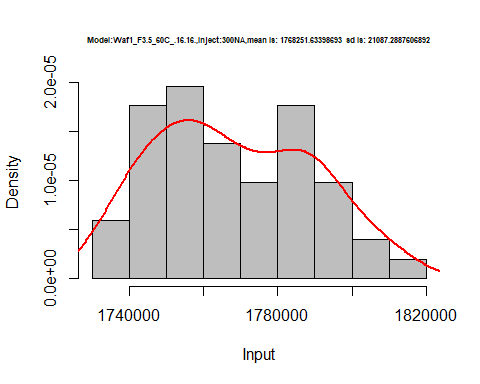 Model:Waf1_F3.5_60C_.16.16.,Inject:300NA,mean is: 1768251.63398693 sd is: 21087.2887606892
2.0e-05
1.0e-05
0.0e+00
Density
1740000 1780000 1820000
Input